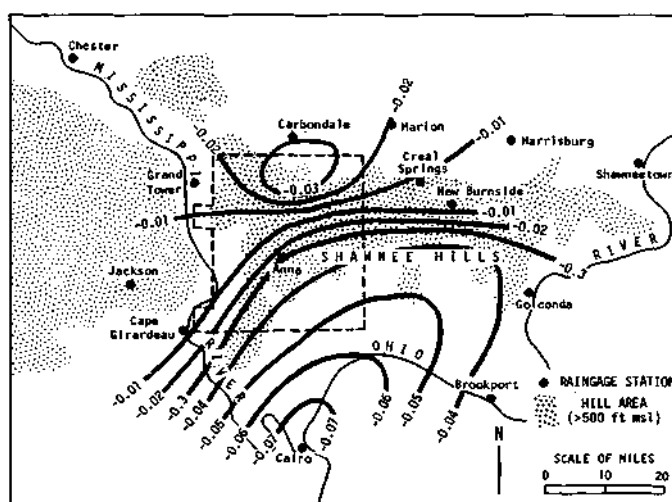 Chester
MISSISSIPPI
-0.02
Carbondale
Marion
-0.01
Harrisburg
-0.02
Creal
Springs
Shawneetown
Grand
Tower
-0.03
New Burnside
-0.01
-0.01
-0.02
RIVER
SHAWNEE HILLS
-0.3
Anna
Jackson
Golconda
Cape
Girardeau
RIVER
OHIO
Brookport
RAINGAGE STATION
HILL AREA
(>500 ft msl)
-0.01
-0.02
-0.3
-0.04
-0.05
-0.06
-0.07
-0.07
-0.06
-0.05
-0.04
Cairo
N
SCALE OF MILES
0 10 20